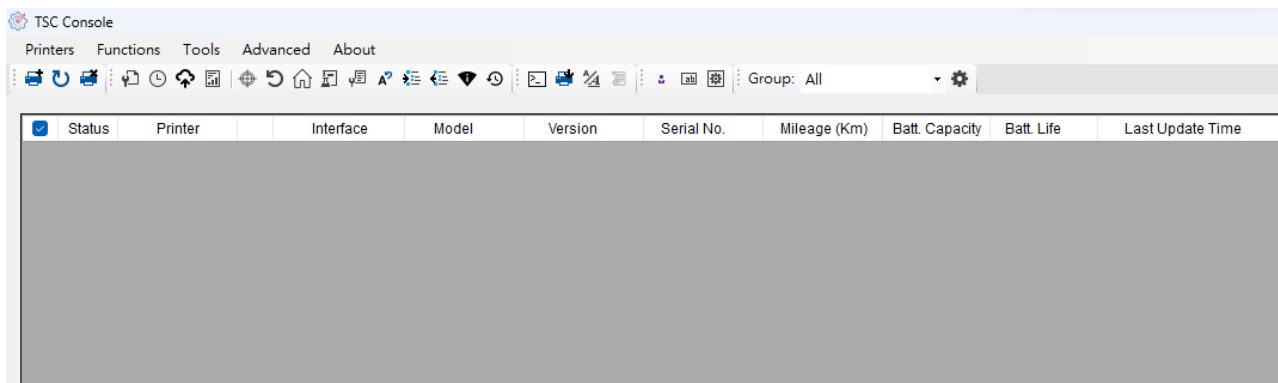 TSC Console
Printers Functions Tools Advanced About
Group: All
Status Printer Interface Model Version Serial No. Mileage (Km) Batt. Capacity Batt. Life Last Update Time